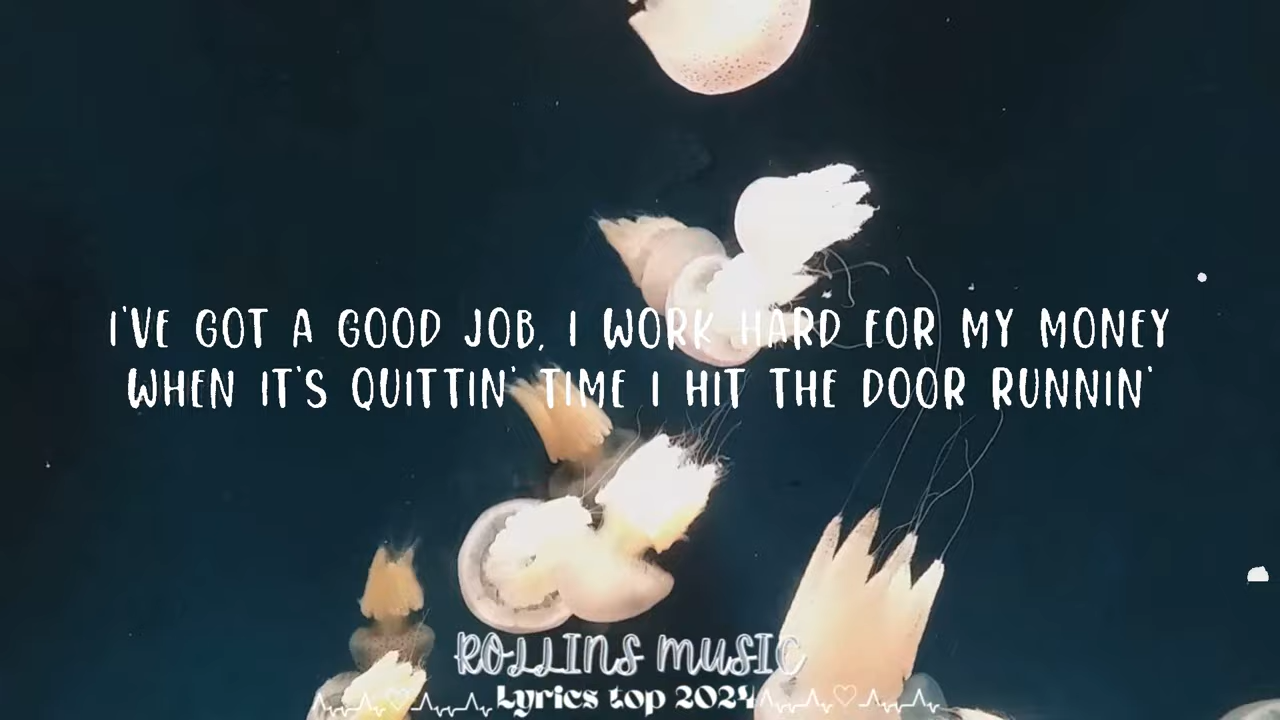 I'VE GOT A GOOD JOB, I WORK HARD FOR MY MONEY
WHEN IT'S QUITTIN' TIME I HIT THE DOOR RUNNIN'
ROLLINS MUSIC
Lyrics top 2024